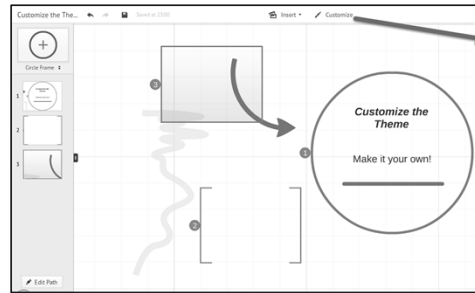 Customize the The...
Saved at 23:00
Insert
Customize
Circle Frame
1
2
3
Edit Path
3
2
1
Customize the
Theme
Make it your own!